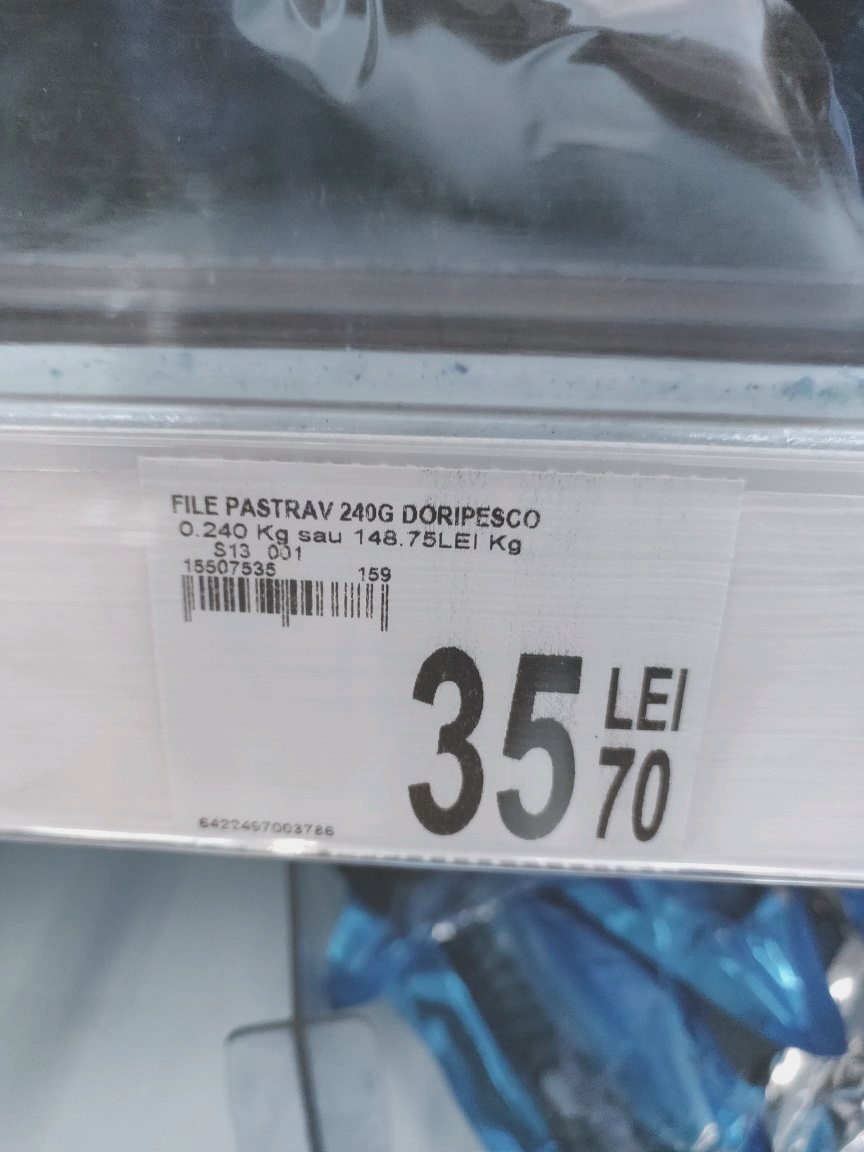 FILE PASTRAV 240G DORIPESCO
0.240 Kg sau 148.75LEI Kg
S13 001
15507535 159
35 LEI
70
6422497003786